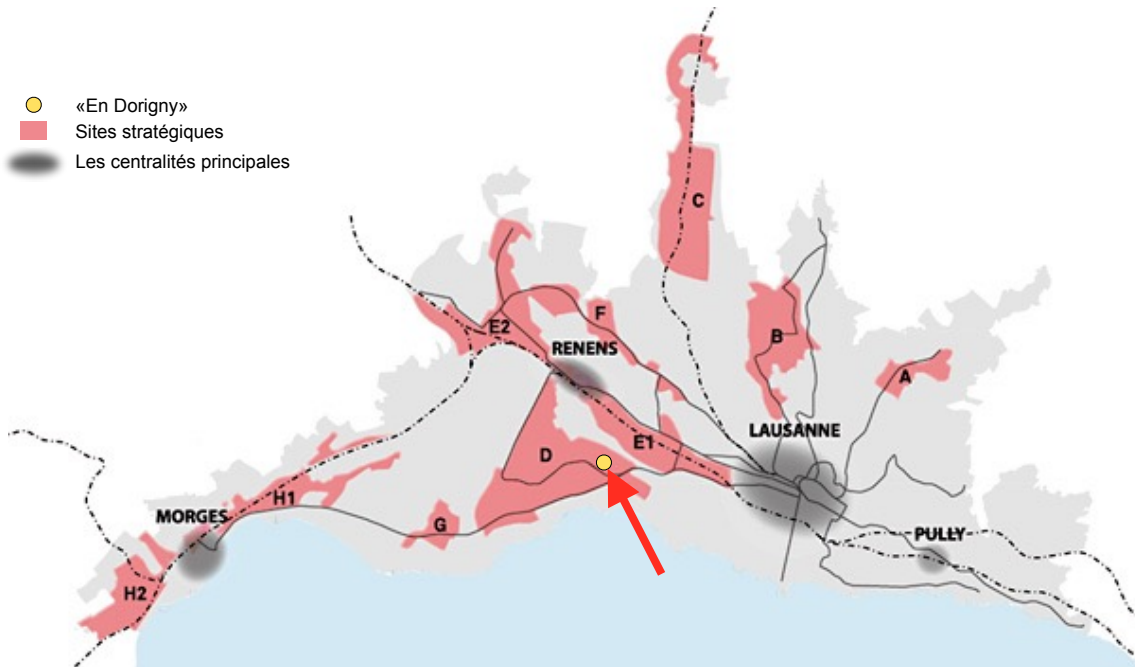 «En Dorigny»
Sites stratégiques
Les centralités principales
C
F
E2
RENENS
B
A
LAUSANNE
E1
D
H1
MORGES
G
PULLY
H2